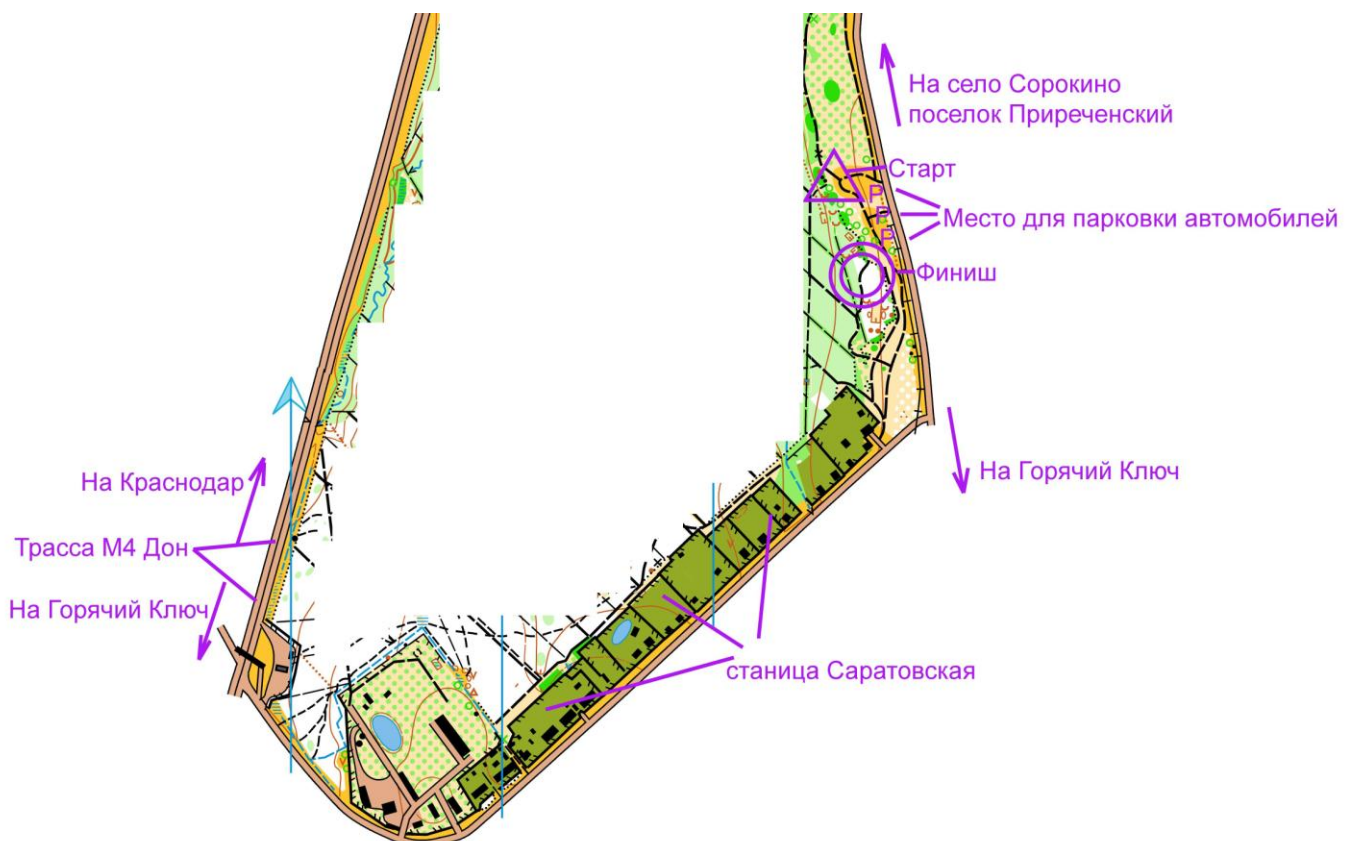 На село Сорокино
поселок Приреченский
Старт
P
P
P
Место для парковки автомобилей
Финиш
На Краснодар
На Горячий Ключ
Трасса М4 Дон
На Горячий Ключ
станица Саратовская